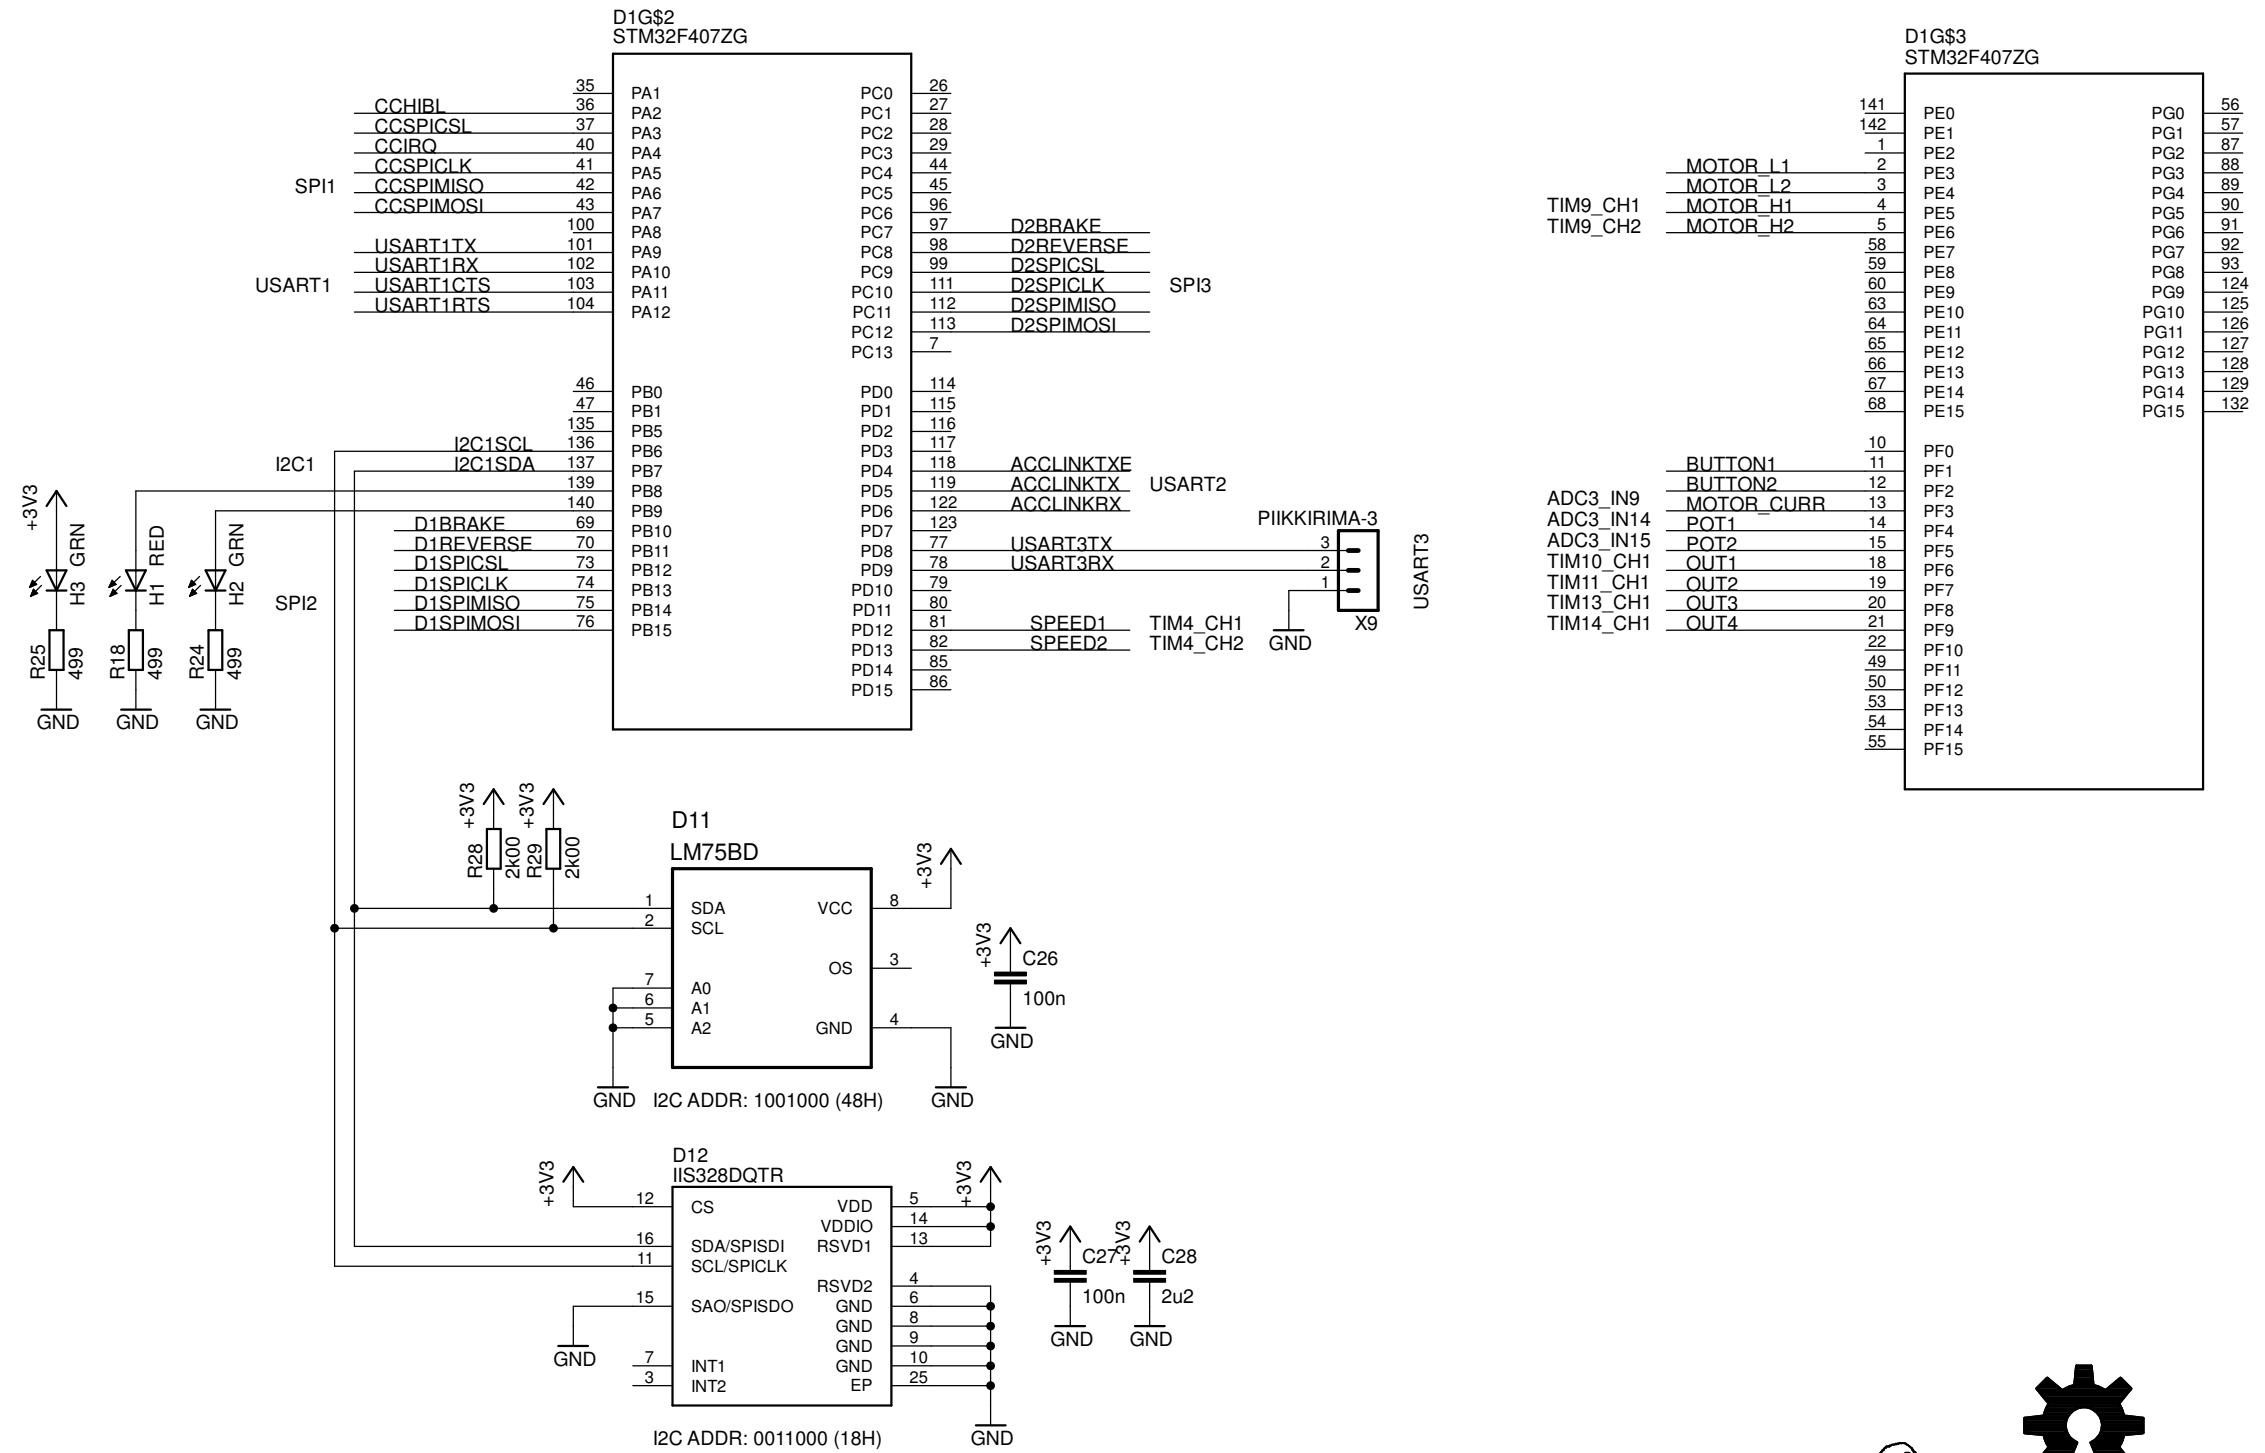 D1G$2
STM32F407ZG
35 PA1
CCHIBL 36 PA2
CCSPICSL 37 PA3
CCIRQ 40 PA4
CCSPICLK 41 PA5
SPI1 CCSPIMISO 42 PA6
CCSPIMOSI 43 PA7
100 PA8
USART1TX 101 PA9
USART1RX 102 PA10
USART1 USART1CTS 103 PA11
USART1RTS 104 PA12
46 PB0
47 PB1
135 PB5
I2C1SCL 136 PB6
I2C1 I2C1SDA 137 PB7
139 PB8
140 PB9
D1BRAKE 69 PB10
D1REVERSE 70 PB11
D1SPICSL 73 PB12
D1SPICLK 74 PB13
SPI2 D1SPIMISO 75 PB14
D1SPIMOSI 76 PB15
PC0 26
PC1 27
PC2 28
PC3 29
PC4 44
PC5 45
PC6 96
PC7 97 D2BRAKE
PC8 98 D2REVERSE
PC9 99 D2SPICSL
PC10 111 D2SPICLK SPI3
PC11 112 D2SPIMISO
PC12 113 D2SPIMOSI
PC13 7
PD0 114
PD1 115
PD2 116
PD3 117
PD4 118 ACCLINKTXE
PD5 119 ACCLINKTX USART2
PD6 122 ACCLINKRX
PD7 123
PD8 77 USART3TX
PD9 78 USART3RX
PD10 79
PD11 80
PD12 81 SPEED1 TIM4_CH1
PD13 82 SPEED2 TIM4_CH2
PD14 85
PD15 86
PIIKKIRIMA-3
3
2
1
X9
USART3
GND
+3V3
H3 GRN
R25 499
GND
H1 RED
R18 499
GND
H2 GRN
R24 499
GND
D1G$3
STM32F407ZG
141 PE0
142 PE1
1 PE2
MOTOR_L1 2 PE3
MOTOR_L2 3 PE4
TIM9_CH1 MOTOR_H1 4 PE5
TIM9_CH2 MOTOR_H2 5 PE6
58 PE7
59 PE8
60 PE9
63 PE10
64 PE11
65 PE12
66 PE13
67 PE14
68 PE15
10 PF0
BUTTON1 11 PF1
BUTTON2 12 PF2
ADC3_IN9 MOTOR_CURR 13 PF3
ADC3_IN14 POT1 14 PF4
ADC3_IN15 POT2 15 PF5
TIM10_CH1 OUT1 18 PF6
TIM11_CH1 OUT2 19 PF7
TIM13_CH1 OUT3 20 PF8
TIM14_CH1 OUT4 21 PF9
22 PF10
49 PF11
50 PF12
53 PF13
54 PF14
55 PF15
PG0 56
PG1 57
PG2 87
PG3 88
PG4 89
PG5 90
PG6 91
PG7 92
PG8 93
PG9 124
PG10 125
PG11 126
PG12 127
PG13 128
PG14 129
PG15 132
+3V3
R28 2k00
+3V3
R29 2k00
D11
LM75BD
1 SDA
2 SCL
7 A0
6 A1
5 A2
VCC 8
OS 3
GND 4
+3V3
GND
GND
I2C ADDR: 1001000 (48H)
+3V3
C26
100n
GND
D12
IIS328DQTR
+3V3
12 CS
16 SDA/SPISDI
11 SCL/SPICLK
15 SAO/SPISDO
7 INT1
3 INT2
GND
+3V3
VDD 5
VDDIO 14
RSVD1 13
RSVD2 4
GND 6
GND 8
GND 9
GND 10
EP 25
GND
I2C ADDR: 0011000 (18H)
+3V3
C27
100n
GND
+3V3
C28
2u2
GND